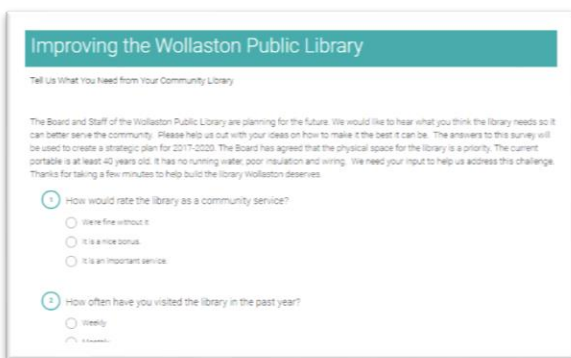 Improving the Wollaston Public Library
Tell Us What You Need from Your Community Library
The Board and Staff of the Wollaston Public Library are planning for the future. We would like to hear what you think the library needs so it
can better serve the community. Please help us out with your ideas on how to make it the best it can be. The answers to this survey will
be used to create a strategic plan for 2017-2020. The Board has agreed that the physical space for the library is a priority. The current
portable is at least 40 years old. It has no running water, poor insulation and wiring. We need your input to help us address this challenge.
Thanks for taking a few minutes to help build the library Wollaston deserves.
1 How would rate the library as a community service?
We're fine without it
It is a nice bonus.
It is an important service.
2 How often have you visited the library in the past year?
Weekly